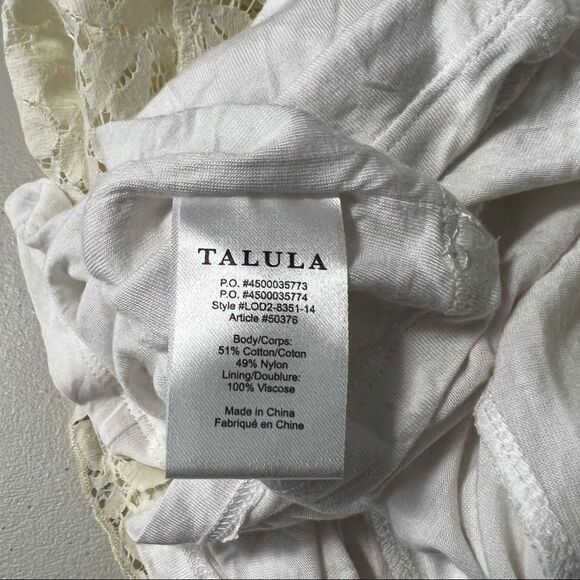 TALULA
P.O. #4500035773
P.O. #4500035774
Style #LOD2-8351-14
Article #50376
Body/Corps:
51% Cotton/Coton
49% Nylon
Lining/Doublure:
100% Viscose
Made in China
Fabriqué en Chine